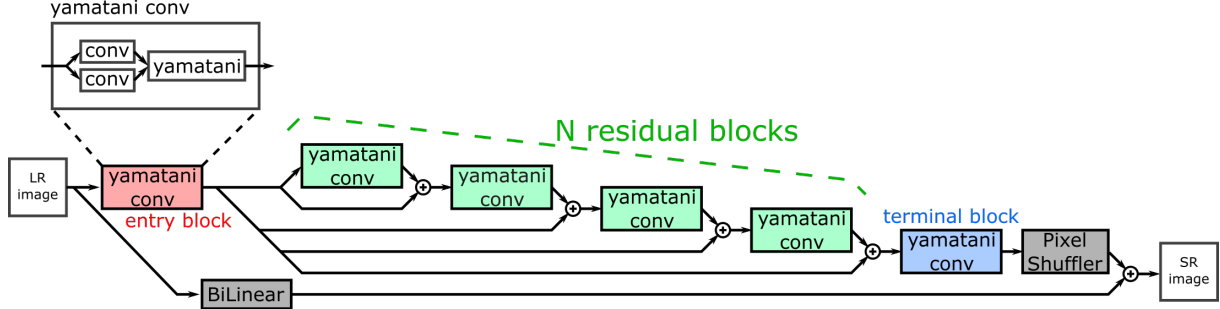 yamatani conv
conv
conv
yamatani
N residual blocks
LR
image
yamatani
conv
entry block
yamatani
conv
yamatani
conv
yamatani
conv
yamatani
conv
terminal block
yamatani
conv
Pixel
Shuffler
BiLinear
SR
image